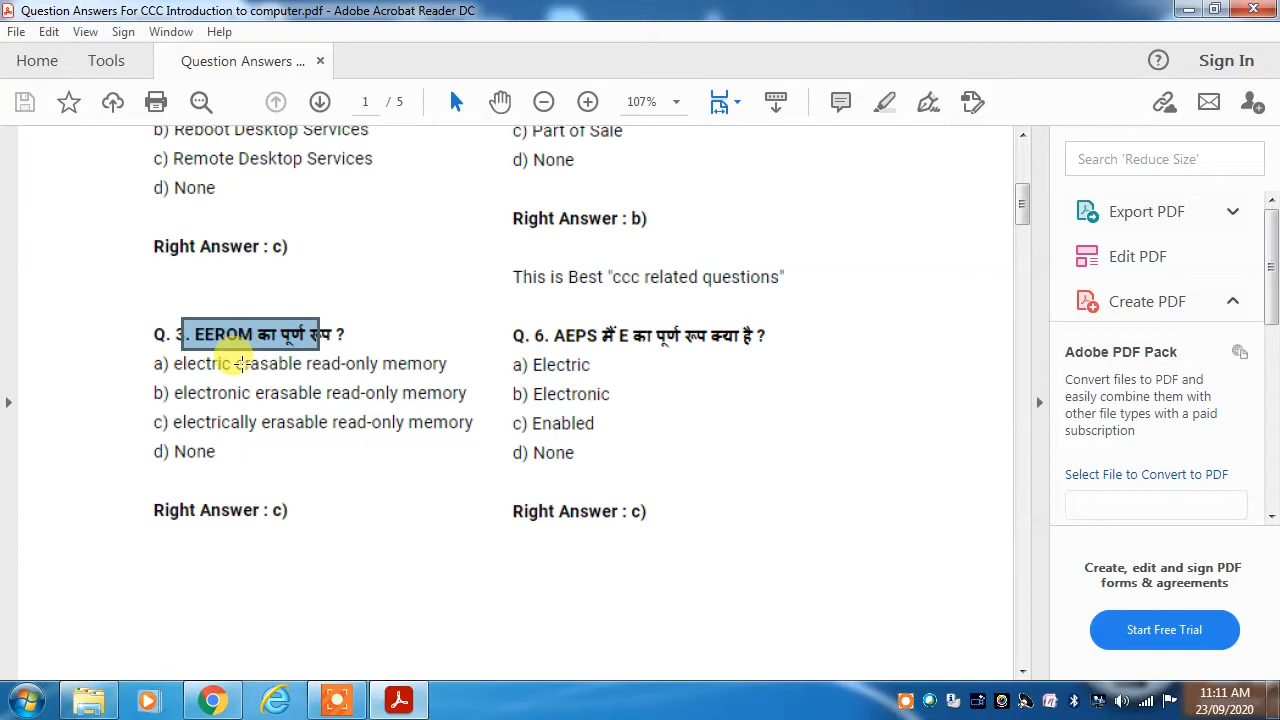 Question Answers For CCC Introduction to computer.pdf - Adobe Acrobat Reader DC
File Edit View Sign Window Help
Home Tools Question Answers ... × Sign In
1 / 5 107%
b) Reboot Desktop Services
c) Remote Desktop Services
d) None
Right Answer : c)
Q. 3. EEROM का पूर्ण रूप ?
a) electric erasable read-only memory
b) electronic erasable read-only memory
c) electrically erasable read-only memory
d) None
Right Answer : c)
c) Part of Sale
d) None
Right Answer : b)
This is Best "ccc related questions"
Q. 6. AEPS मैं E का पूर्ण रूप क्या है ?
a) Electric
b) Electronic
c) Enabled
d) None
Right Answer : c)
Search 'Reduce Size'
Export PDF
Edit PDF
Create PDF
Adobe PDF Pack
Convert files to PDF and
easily combine them with
other file types with a paid
subscription
Select File to Convert to PDF
Create, edit and sign PDF
forms & agreements
Start Free Trial
11:11 AM
23/09/2020